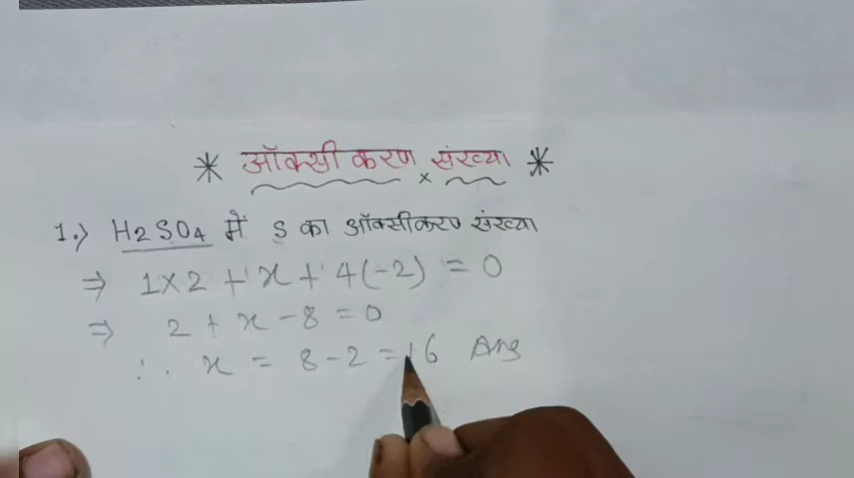 * ऑक्सीकरण × संख्या *
1.) H2SO4 में S का ऑक्सीकरण संख्या
⇒ 1×2 + x + 4(-2) = 0
⇒ 2 + x - 8 = 0
∴ x = 8 - 2 = +6 Ans